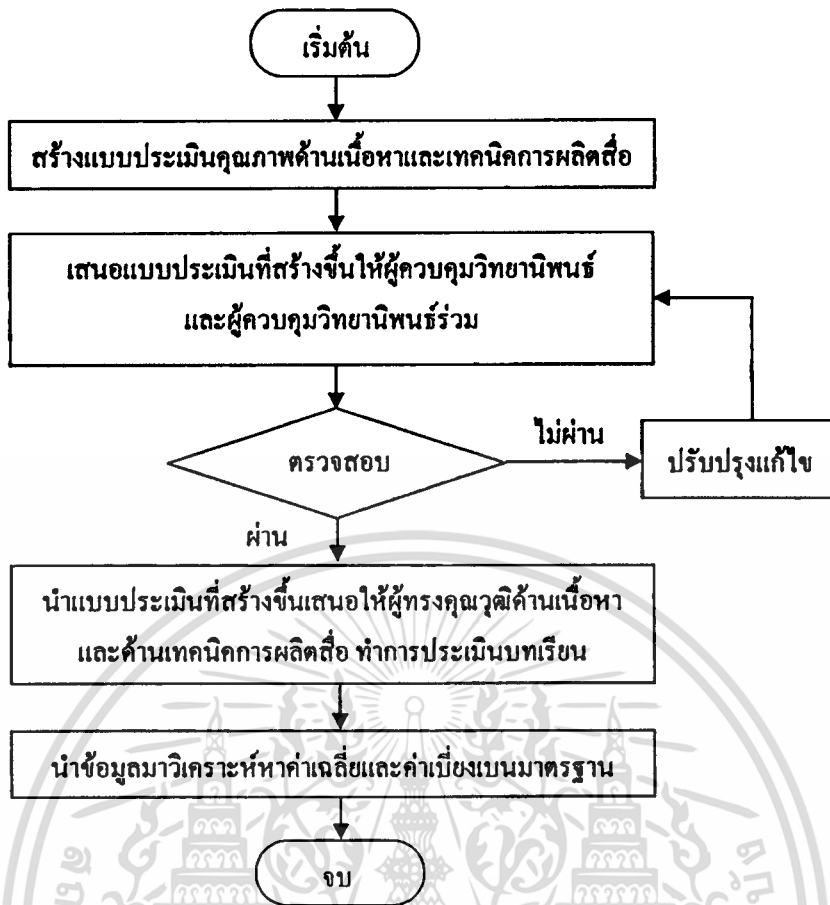 เริ่มต้น
สร้างแบบประเมินคุณภาพด้านเนื้อหาและเทคนิคการผลิตสื่อ
เสนอแบบประเมินที่สร้างขึ้นให้ผู้ควบคุมวิทยานิพนธ์
และผู้ควบคุมวิทยานิพนธ์ร่วม
ตรวจสอบ
ไม่ผ่าน
ปรับปรุงแก้ไข
ผ่าน
นำแบบประเมินที่สร้างขึ้นเสนอให้ผู้ทรงคุณวุฒิด้านเนื้อหา
และด้านเทคนิคการผลิตสื่อ ทำการประเมินบทเรียน
นำข้อมูลมาวิเคราะห์หาค่าเฉลี่ยและค่าเบี่ยงเบนมาตรฐาน
จบ